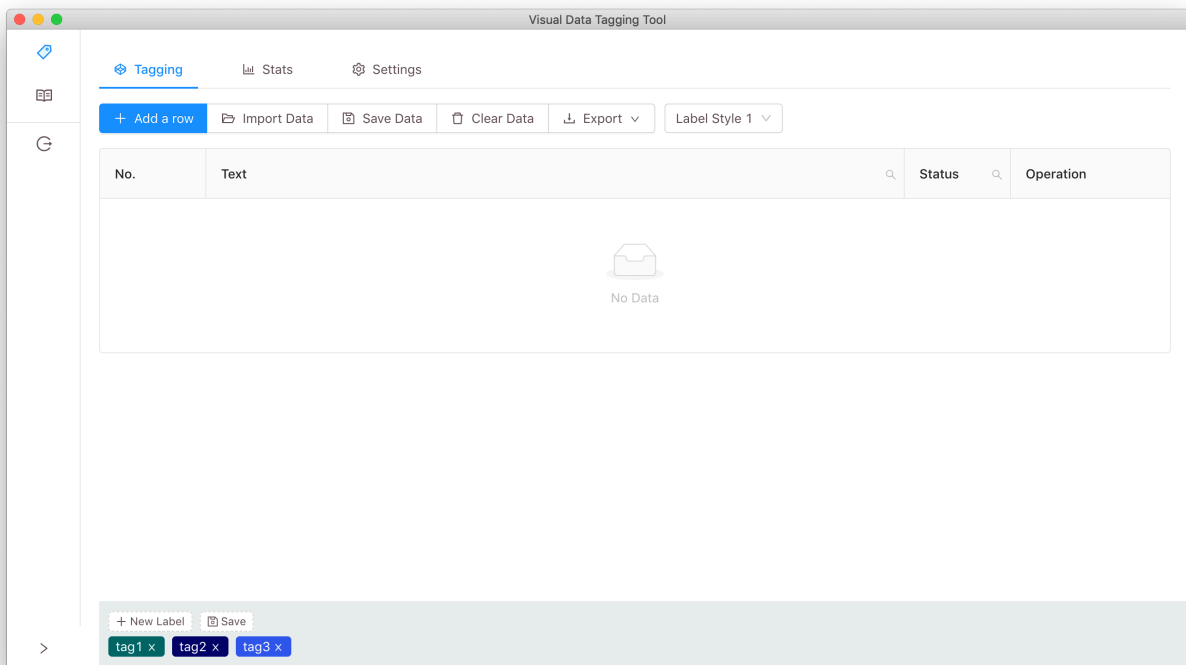 Visual Data Tagging Tool
Tagging Stats Settings
+ Add a row Import Data Save Data Clear Data Export Label Style 1
No. Text Status Operation
No Data
+ New Label Save
tag1 × tag2 × tag3 ×